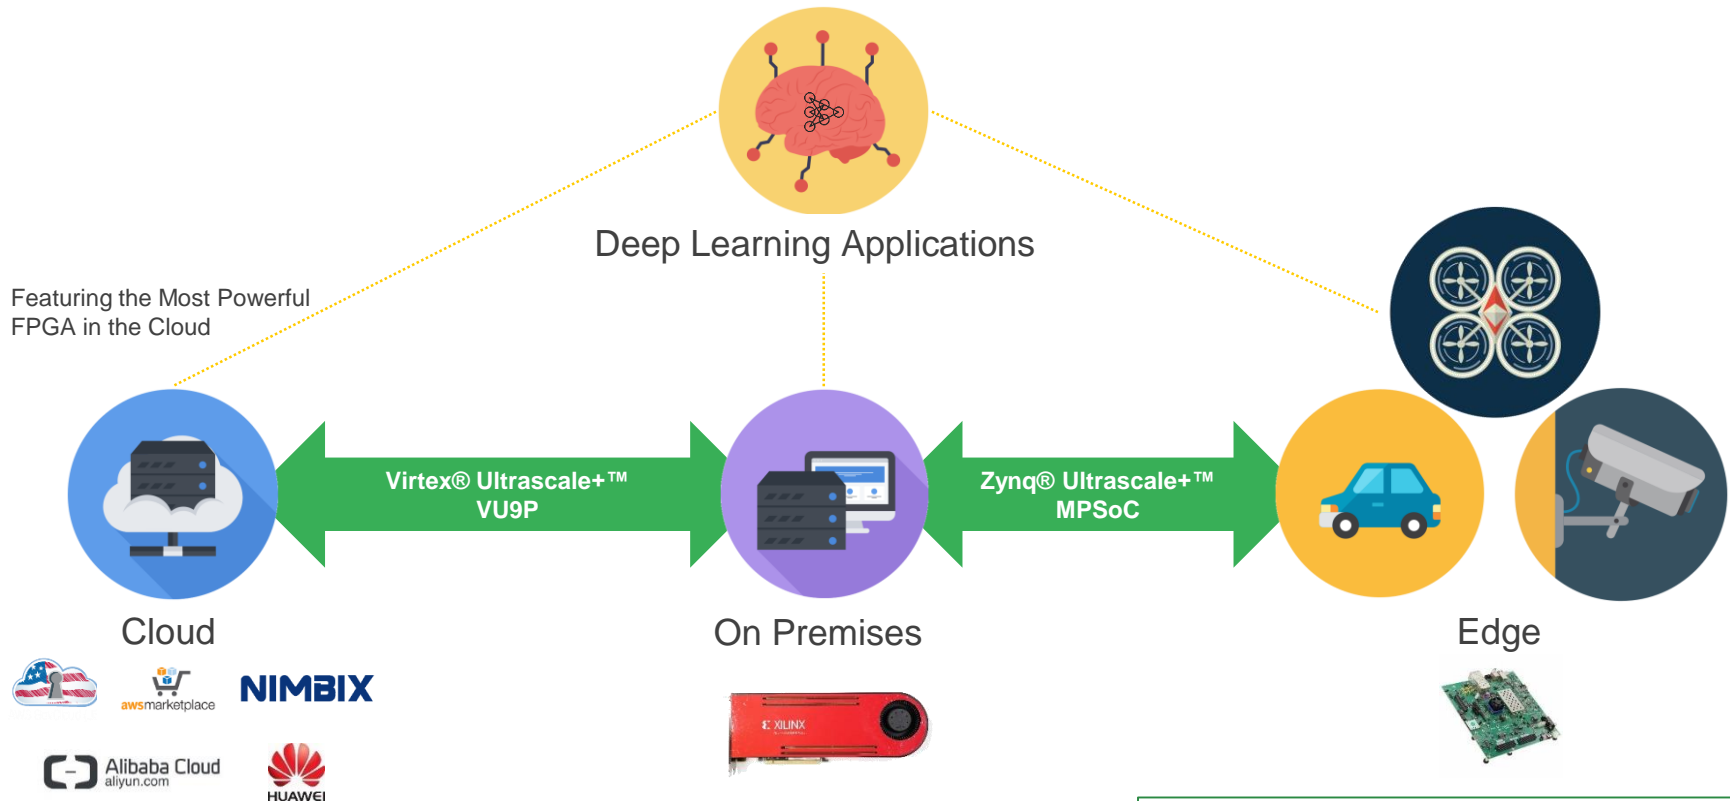 Deep Learning Applications
Featuring the Most Powerful
FPGA in the Cloud
Virtex® Ultrascale+™
VU9P
Zynq® Ultrascale+™
MPSoC
Cloud
On Premises
Edge
awsmarketplace
NIMBIX
XILINX
Alibaba Cloud
aliyun.com
HUAWEI